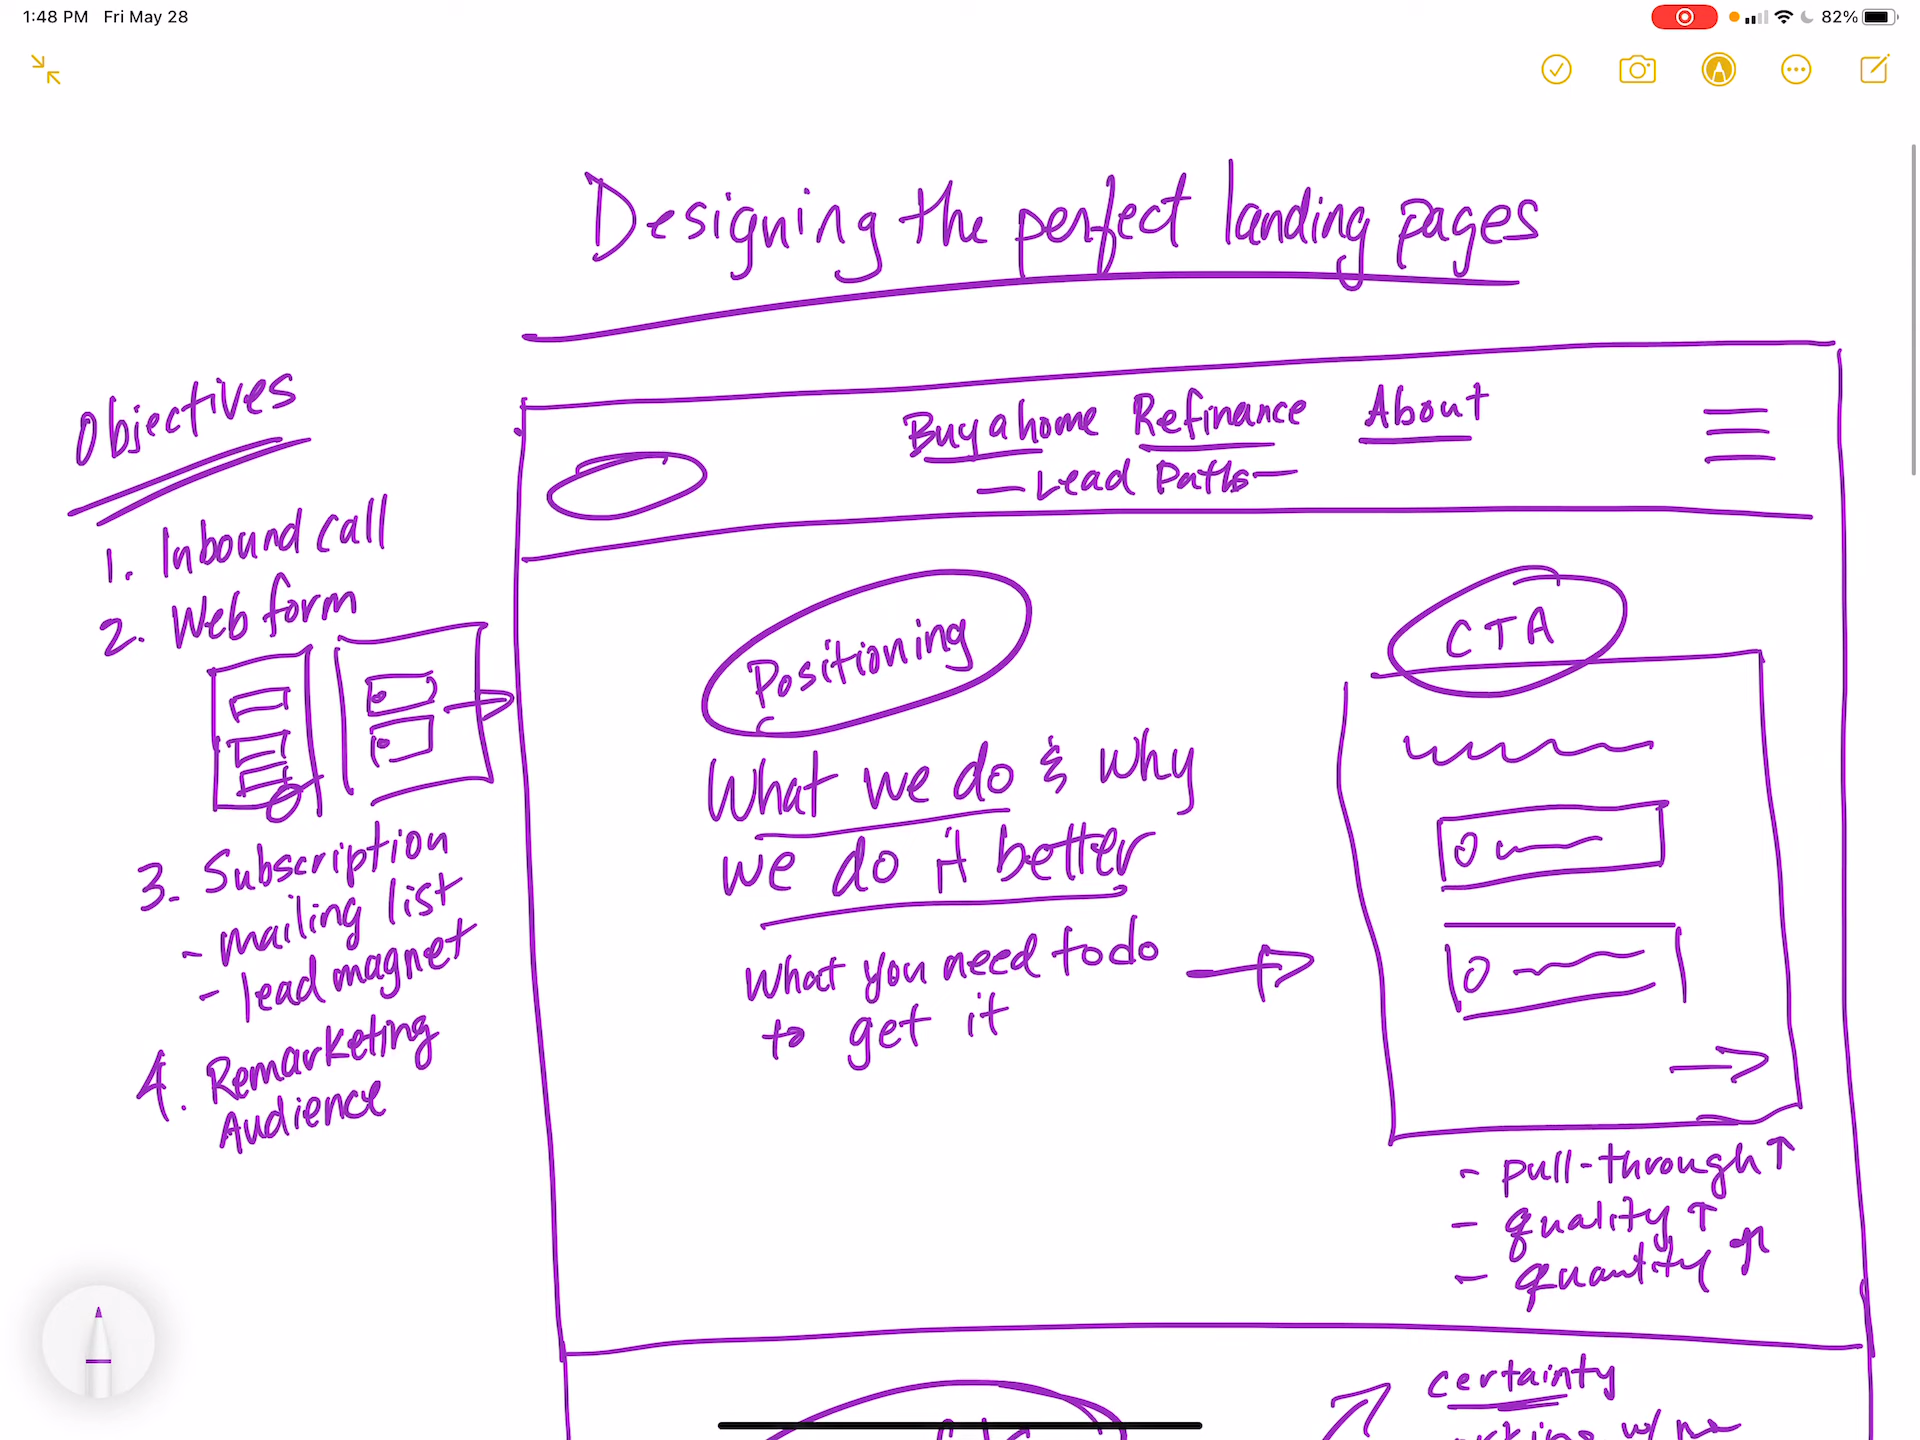 1:48 PM Fri May 28
82%
Designing the perfect landing pages
Objectives
1. Inbound call
2. Web form
3. Subscription
- mailing list
- lead magnet
4. Remarketing
Audience
Buy a home Refinance About
- Lead Paths -
Positioning
What we do & why
we do it better
What you need to do
to get it
CTA
- pull-through ↑
- quality ↑
- quantity ↑
certainty
w/ me